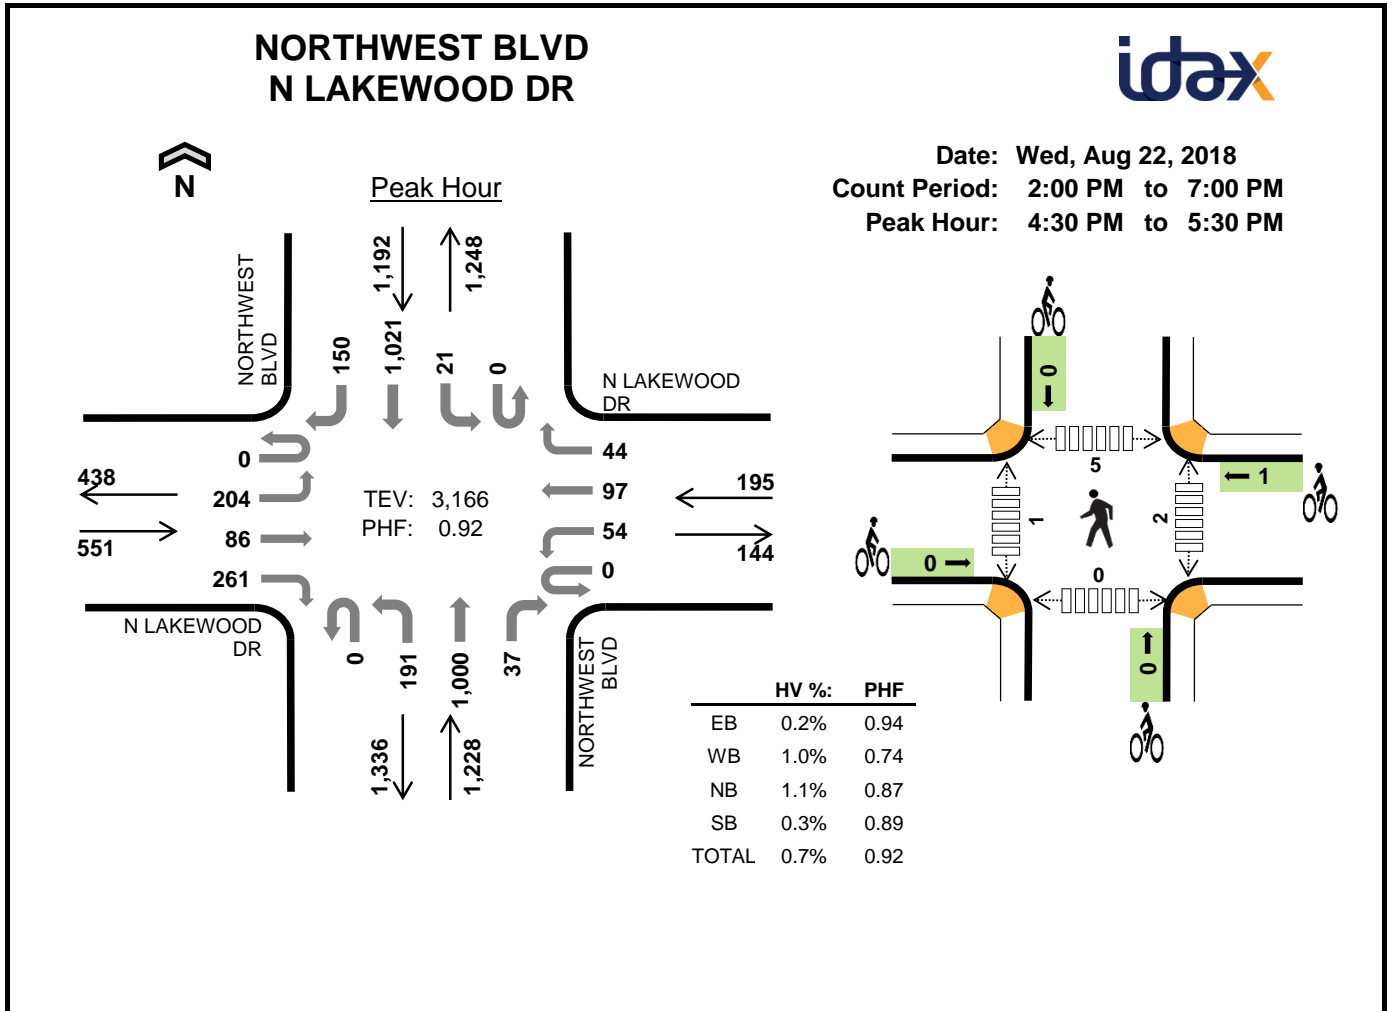 NORTHWEST BLVD
N LAKEWOOD DR
idax
Date: Wed, Aug 22, 2018
Count Period: 2:00 PM to 7:00 PM
Peak Hour: 4:30 PM to 5:30 PM
N
Peak Hour
1,192
1,248
NORTHWEST
BLVD
150
1,021
21
0
N LAKEWOOD
DR
0
204
86
261
438
551
TEV: 3,166
PHF: 0.92
44
97
54
0
195
144
N LAKEWOOD
DR
0
191
1,000
37
NORTHWEST
BLVD
1,336
1,228
HV %: PHF
EB 0.2% 0.94
WB 1.0% 0.74
NB 1.1% 0.87
SB 0.3% 0.89
TOTAL 0.7% 0.92
0
5
1
1
2
0
0
0